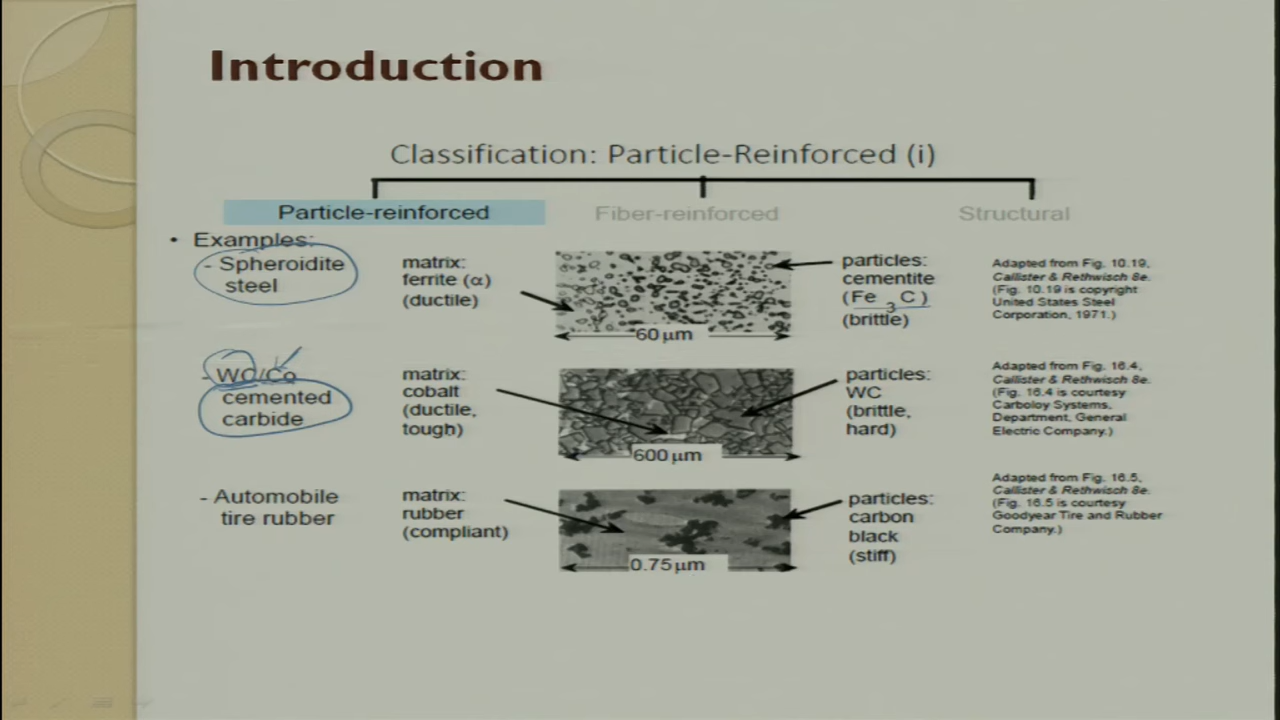 Introduction
Classification: Particle-Reinforced (i)
Particle-reinforced
Fiber-reinforced
Structural
• Examples:
- Spheroidite
steel
matrix:
ferrite (α)
(ductile)
60 μm
particles:
cementite
(Fe3C)
(brittle)
Adapted from Fig. 10.19,
Callister & Rethwisch 8e.
(Fig. 10.19 is copyright
United States Steel
Corporation, 1971.)
- WC/Co
cemented
carbide
matrix:
cobalt
(ductile,
tough)
600 μm
particles:
WC
(brittle,
hard)
Adapted from Fig. 16.4,
Callister & Rethwisch 8e.
(Fig. 16.4 is courtesy
Carboloy Systems,
Department, General
Electric Company.)
- Automobile
tire rubber
matrix:
rubber
(compliant)
0.75 μm
particles:
carbon
black
(stiff)
Adapted from Fig. 16.5,
Callister & Rethwisch 8e.
(Fig. 16.5 is courtesy
Goodyear Tire and Rubber
Company.)